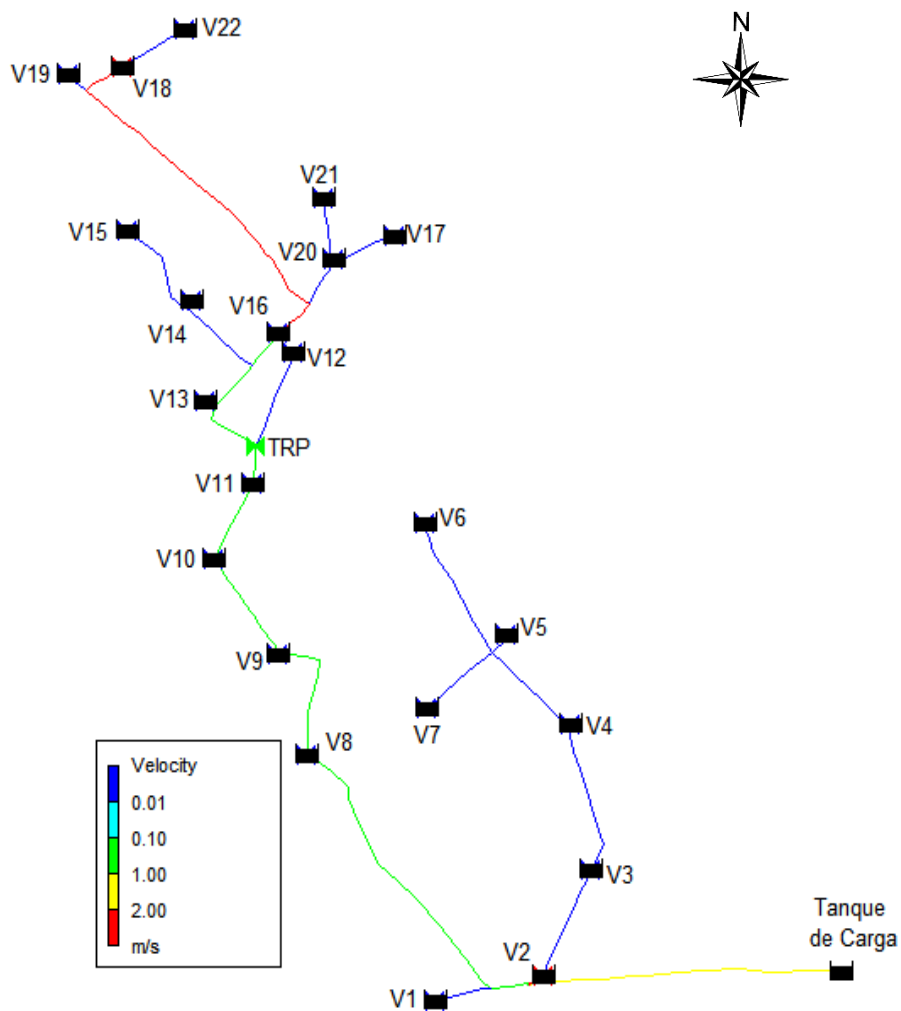 N
V22
V19
V18
V21
V15
V17
V20
V16
V14
V12
V13
TRP
V11
V6
V10
V5
V9
V7
V4
V8
Velocity
0.01
0.10
1.00
2.00
m/s
V3
Tanque
de Carga
V2
V1